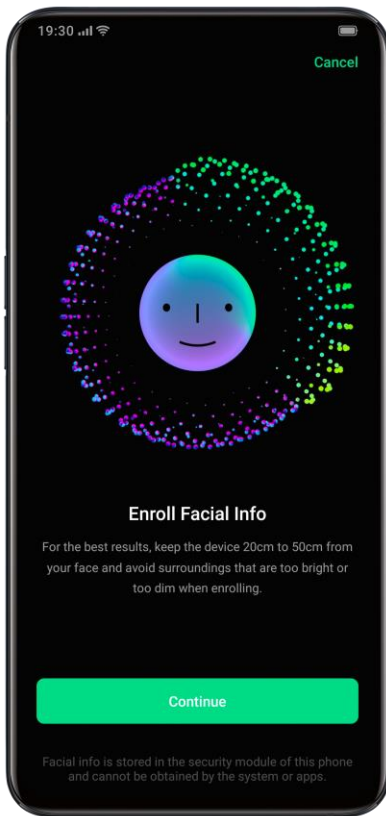 19:30
Cancel
Enroll Facial Info
For the best results, keep the device 20cm to 50cm from
your face and avoid surroundings that are too bright or
too dim when enrolling.
Continue
Facial info is stored in the security module of this phone
and cannot be obtained by the system or apps.